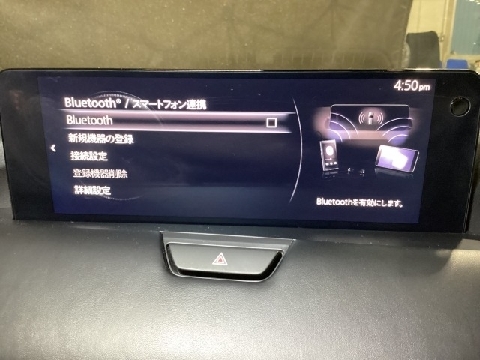 4:50pm
Bluetooth® / スマートフォン連携
Bluetooth
新規機器の登録
接続設定
登録機器削除
詳細設定
Bluetoothを有効にします。